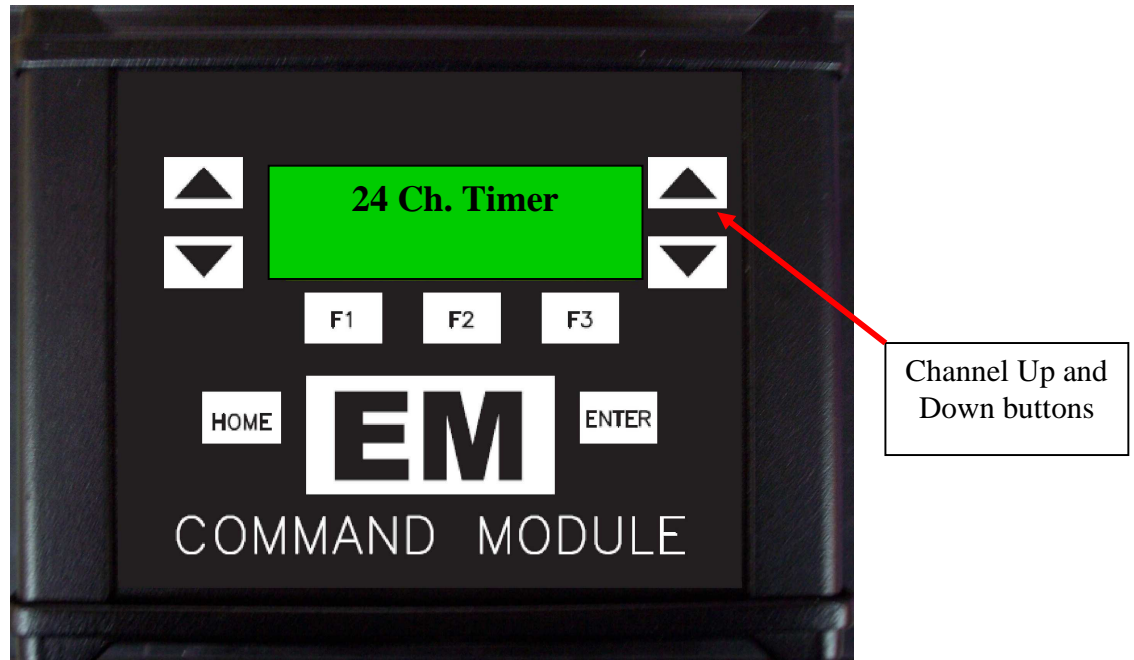 24 Ch. Timer
F1 F2 F3
HOME EM ENTER
COMMAND MODULE
Channel Up and
Down buttons